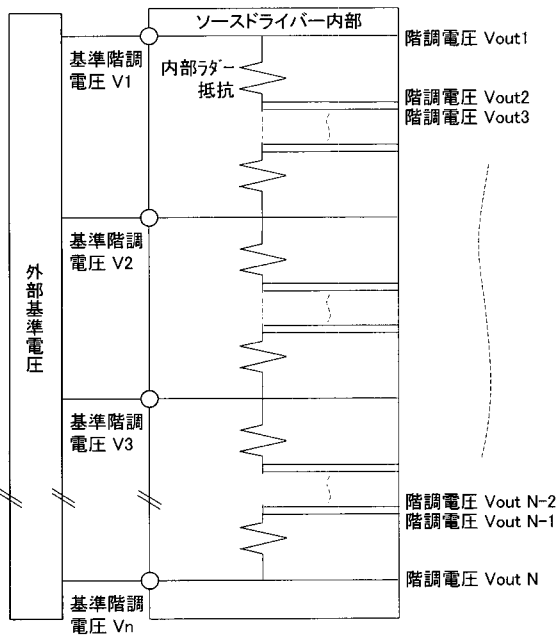 ソースドライバー内部
階調電圧 Vout1
基準階調
電圧 V1
内部ラダー
抵抗
階調電圧 Vout2
階調電圧 Vout3
基準階調
電圧 V2
外部基準電圧
基準階調
電圧 V3
階調電圧 Vout N-2
階調電圧 Vout N-1
階調電圧 Vout N
基準階調
電圧 Vn